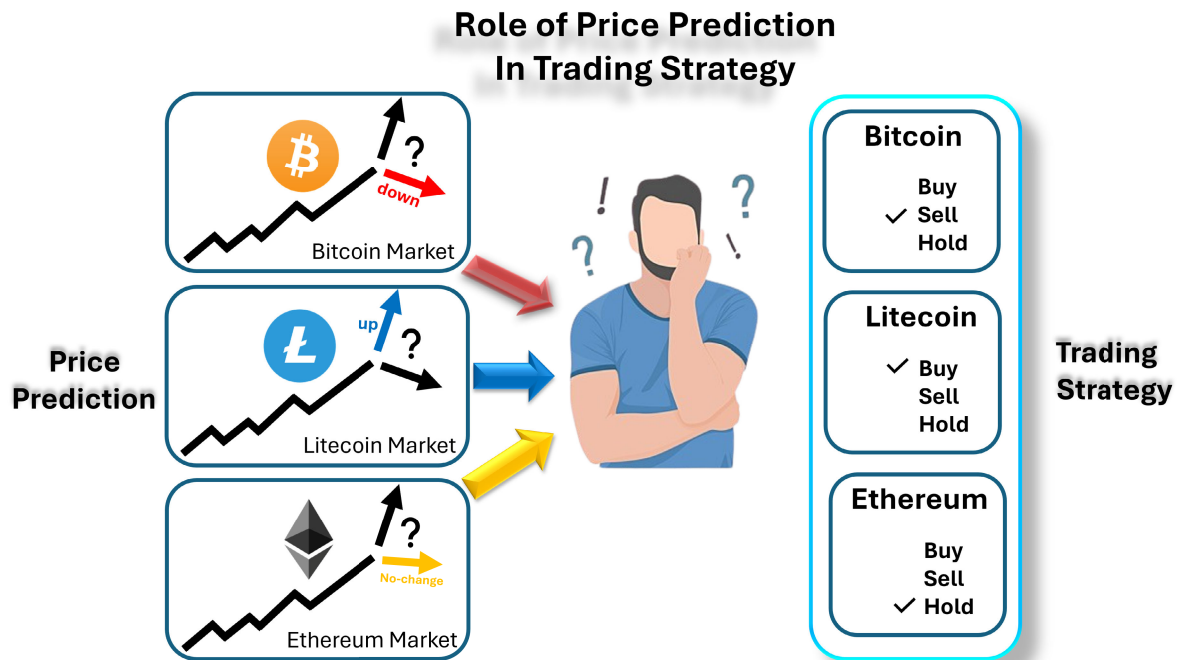 Role of Price Prediction
In Trading Strategy
?
down
Bitcoin Market
up
?
Litecoin Market
?
No-change
Ethereum Market
Price
Prediction
!
?
?
!
Bitcoin
Buy
✓ Sell
Hold
Litecoin
✓ Buy
Sell
Hold
Ethereum
Buy
Sell
✓ Hold
Trading
Strategy